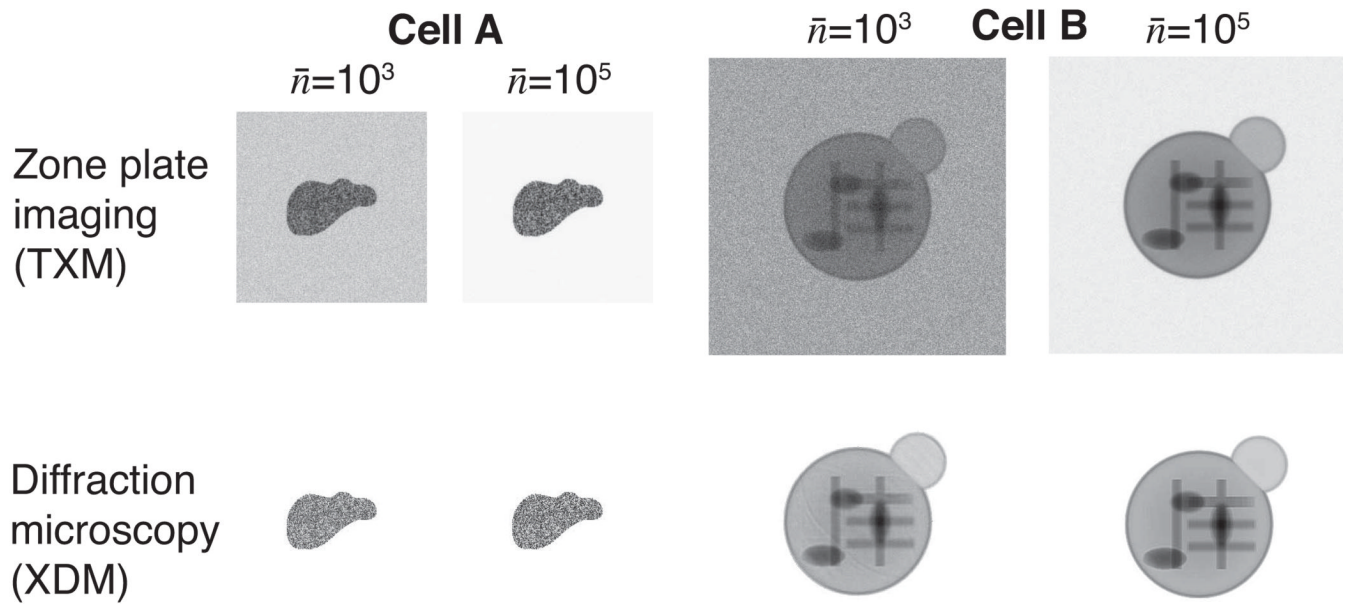 Cell A
n̄=10³ Cell B n̄=10⁵
n̄=10³ n̄=10⁵
Zone plate
imaging
(TXM)
Diffraction
microscopy
(XDM)